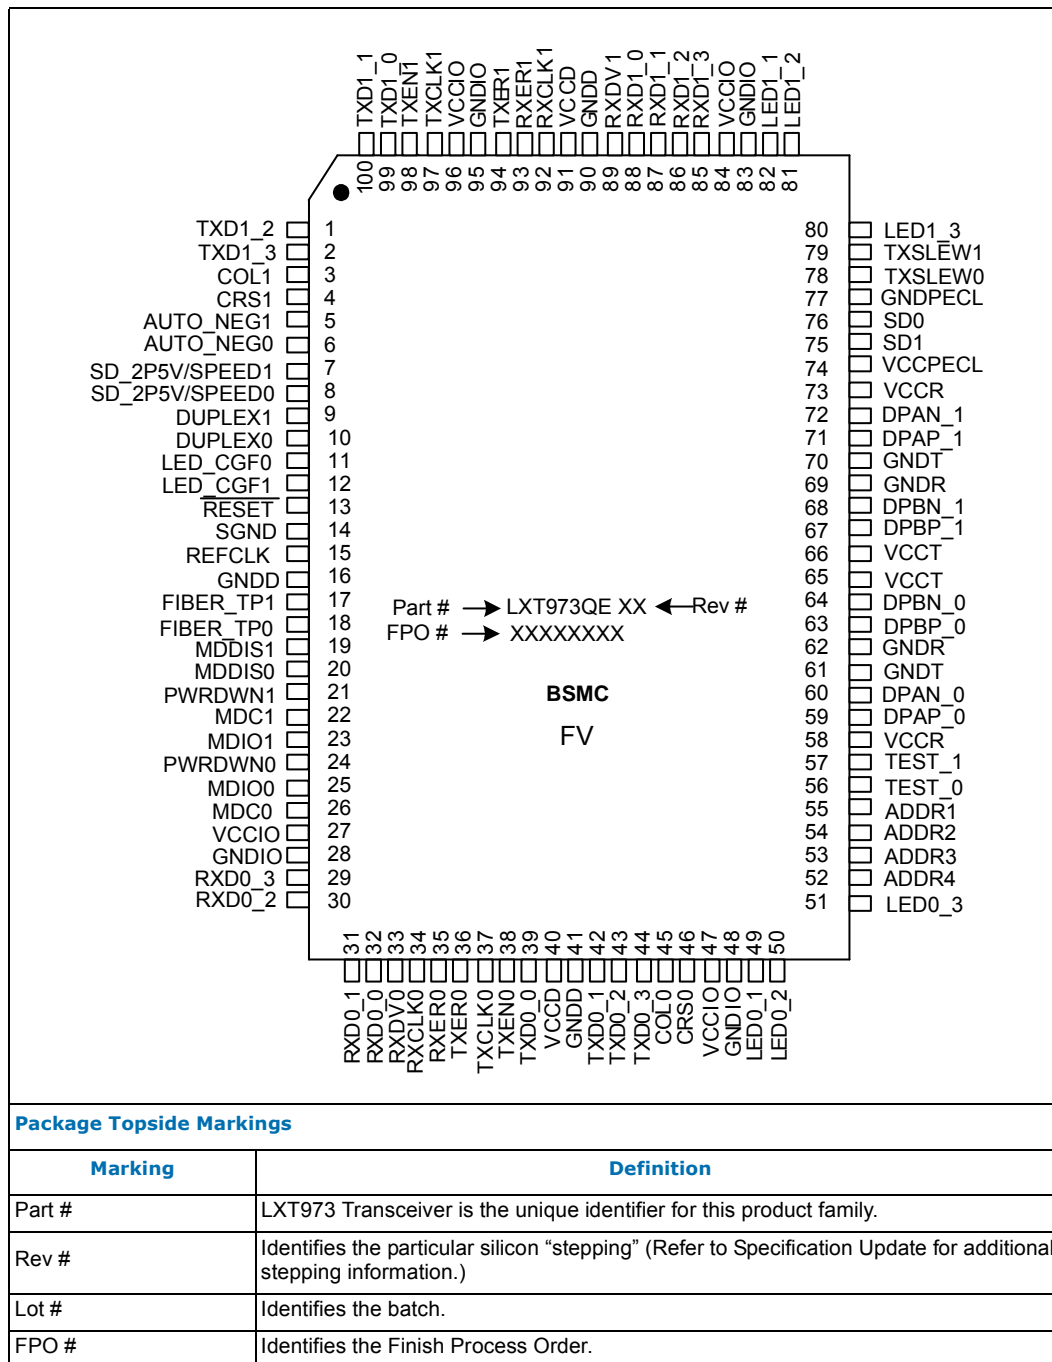 TXD1_1
TXD1_0
TXEN1
TXCLK1
VCCIO
GNDIO
TXER1
RXER1
RXCLK1
VCCD
GNDD
RXDV1
RXD1_0
RXD1_1
RXD1_2
RXD1_3
VCCIO
GNDIO
LED1_1
LED1_2
100
99
98
97
96
95
94
93
92
91
90
89
88
87
86
85
84
83
82
81
TXD1_2 1
TXD1_3 2
COL1 3
CRS1 4
AUTO_NEG1 5
AUTO_NEG0 6
SD_2P5V/SPEED1 7
SD_2P5V/SPEED0 8
DUPLEX1 9
DUPLEX0 10
LED_CGF0 11
LED_CGF1 12
RESET 13
SGND 14
REFCLK 15
GNDD 16
FIBER_TP1 17
FIBER_TP0 18
MDDIS1 19
MDDIS0 20
PWRDWN1 21
MDC1 22
MDIO1 23
PWRDWN0 24
MDIO0 25
MDC0 26
VCCIO 27
GNDIO 28
RXD0_3 29
RXD0_2 30
Part # LXT973QE XX Rev #
FPO # XXXXXXXX
BSMC
FV
80 LED1_3
79 TXSLEW1
78 TXSLEW0
77 GNDPECL
76 SD0
75 SD1
74 VCCPECL
73 VCCR
72 DPAN_1
71 DPAP_1
70 GNDT
69 GNDR
68 DPBN_1
67 DPBP_1
66 VCCT
65 VCCT
64 DPBN_0
63 DPBP_0
62 GNDR
61 GNDT
60 DPAN_0
59 DPAP_0
58 VCCR
57 TEST_1
56 TEST_0
55 ADDR1
54 ADDR2
53 ADDR3
52 ADDR4
51 LED0_3
31
32
33
34
35
36
37
38
39
40
41
42
43
44
45
46
47
48
49
50
RXD0_1
RXD0_0
RXDV0
RXCLK0
RXER0
TXER0
TXCLK0
TXEN0
TXD0_0
VCCD
GNDD
TXD0_1
TXD0_2
TXD0_3
COL0
CRS0
VCCIO
GNDIO
LED0_1
LED0_2
Package Topside Markings
Marking Definition
Part # LXT973 Transceiver is the unique identifier for this product family.
Rev # Identifies the particular silicon “stepping” (Refer to Specification Update for additional
stepping information.)
Lot # Identifies the batch.
FPO # Identifies the Finish Process Order.